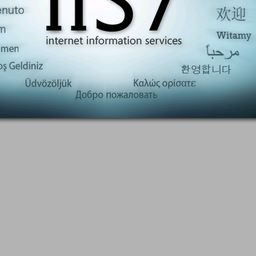 enuto
IIS7
欢迎
internet information services
Witamy
مرحباً
men
oş Geldiniz
환영합니다
Üdvözöljük
Καλώς ορίσατε
Добро пожаловать